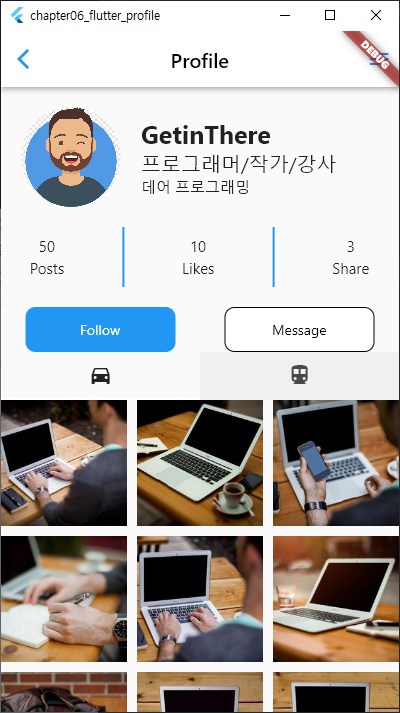 chapter06_flutter_profile
Profile
DEBUG
GetinThere
프로그래머/작가/강사
데어 프로그래밍
50
10
3
Posts
Likes
Share
Follow
Message